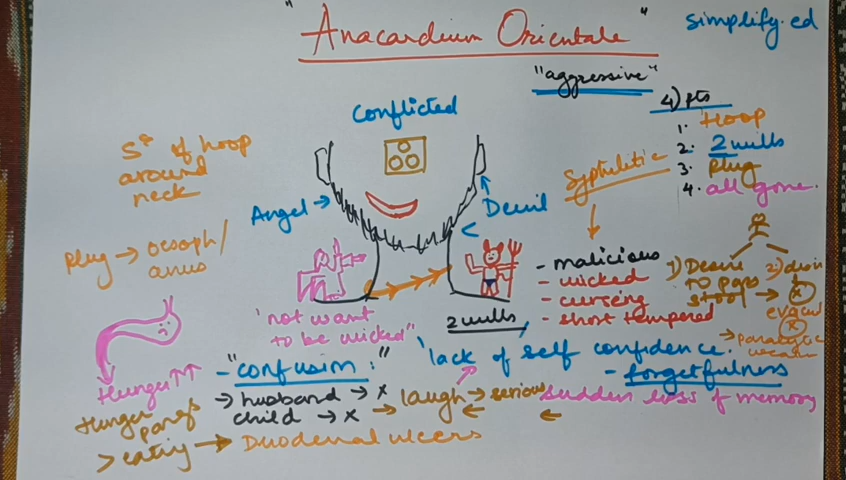 "Anacardium Orientale"
simplify.ed
"aggressive"
Conflicted
4) pts
1. Hoop
2. 2 wills
3. Plug
4. all gone.
Sⁿ of hoop
around
neck
Syphilitic
Angel →
Devil
Plug → oesoph/
anus
- malicious
- wicked
- cursing
- short tempered
1) Desire
to pass
stool →
2)
→ paralytic
'not want
to be wicked"
2 wills
Hunger ↑↑
- "confusion:"
'lack of self confidence.
- forgetfulness
sudden loss of memory
→ husband → x
child → x
→ laugh → serious
Hunger
pangs
> eating → Duodenal ulcers